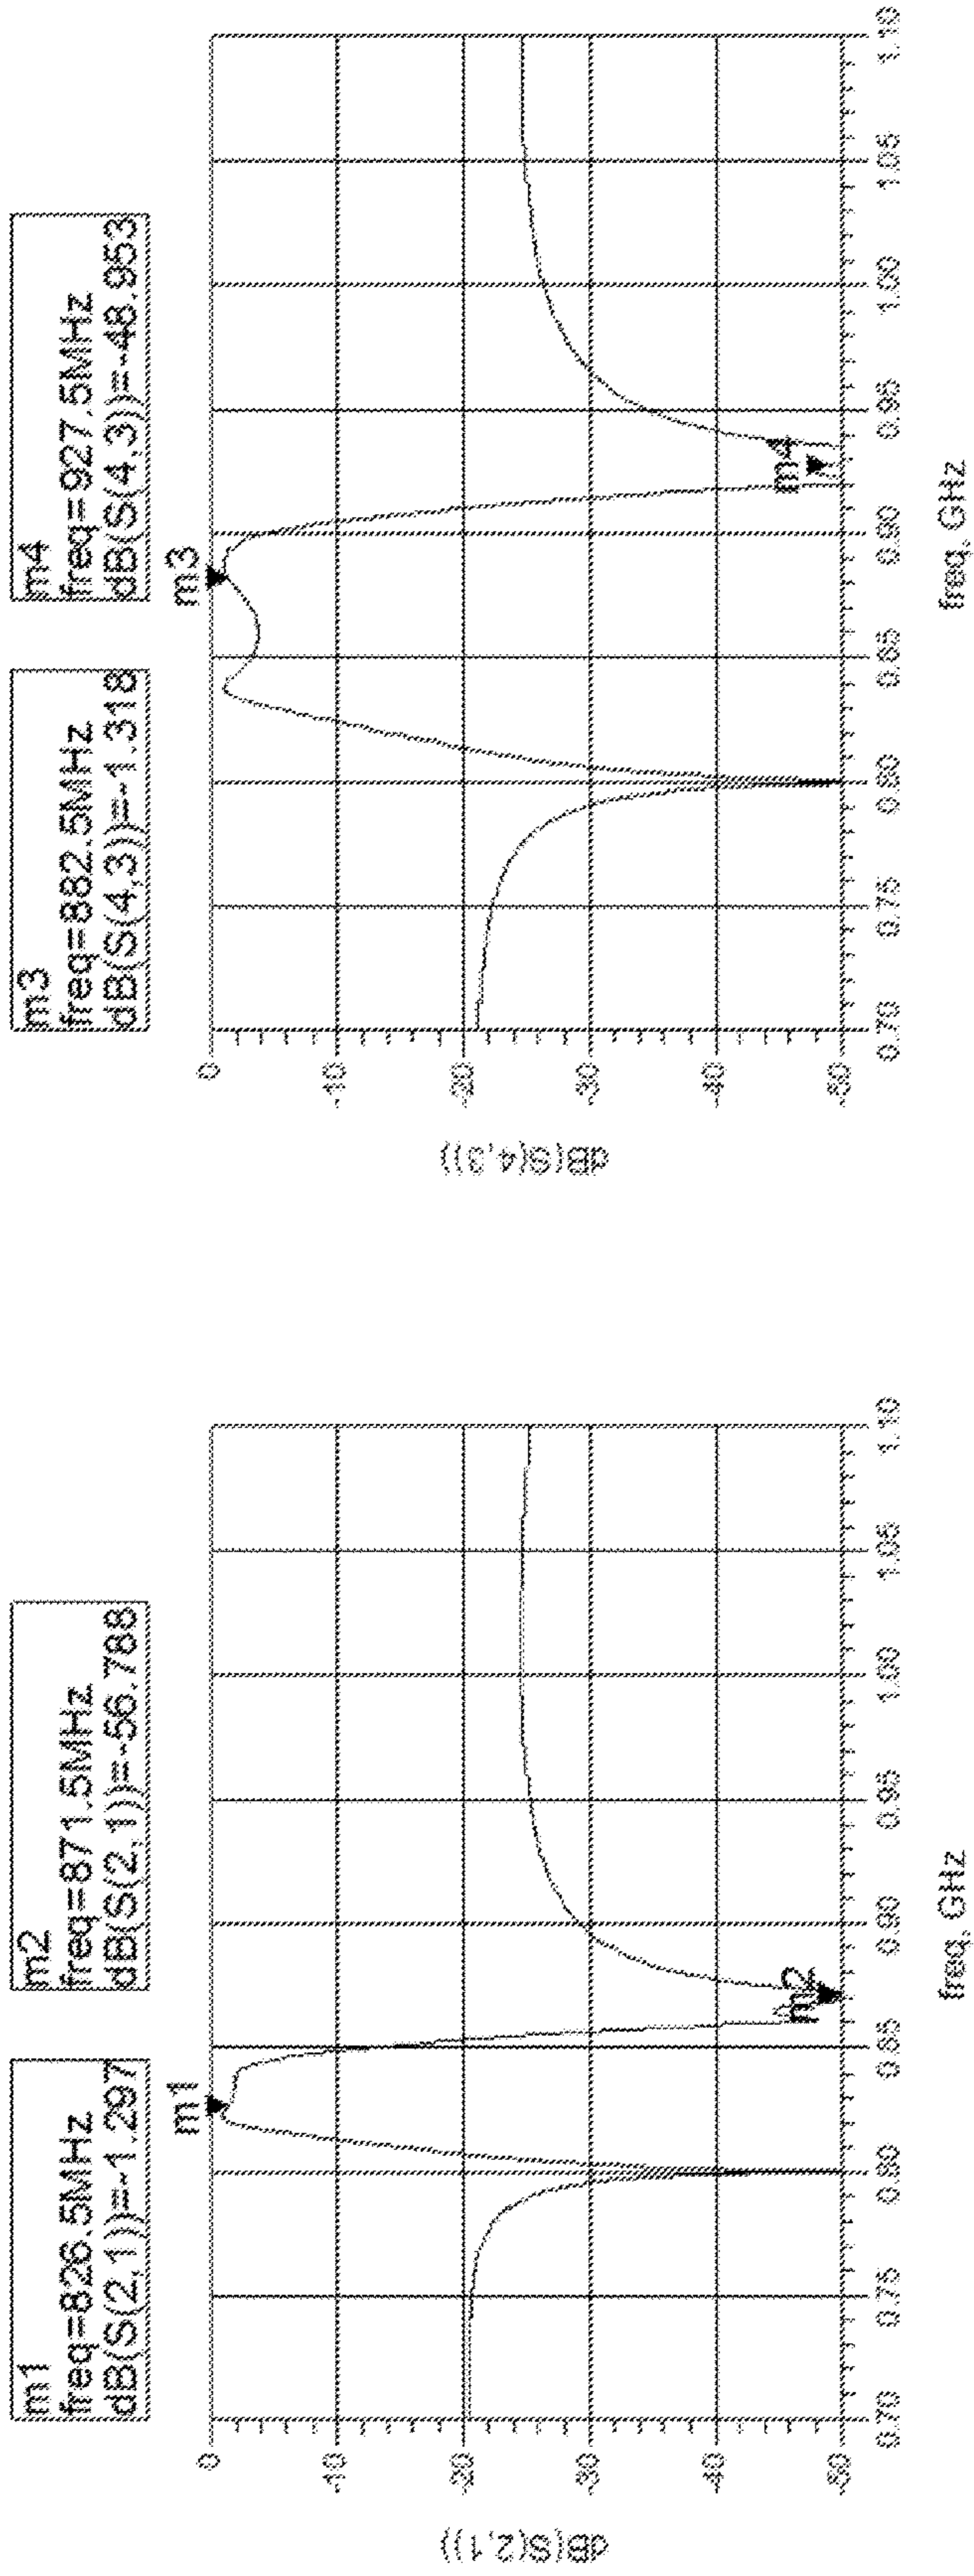 m1
freq=826.5MHz
dB(S(2,1))=-1.297
m2
freq=871.5MHz
dB(S(2,1))=-56.788
m1
m2
0
-10
-20
-30
-40
-50
dB(S(2,1))
0.70
0.75
0.80
0.85
0.90
0.95
1.00
1.05
1.10
freq, GHz
m3
freq=882.5MHz
dB(S(4,3))=-1.318
m4
freq=927.5MHz
dB(S(4,3))=-48.953
m3
m4
0
-10
-20
-30
-40
-50
dB(S(4,3))
0.70
0.75
0.80
0.85
0.90
0.95
1.00
1.05
1.10
freq, GHz